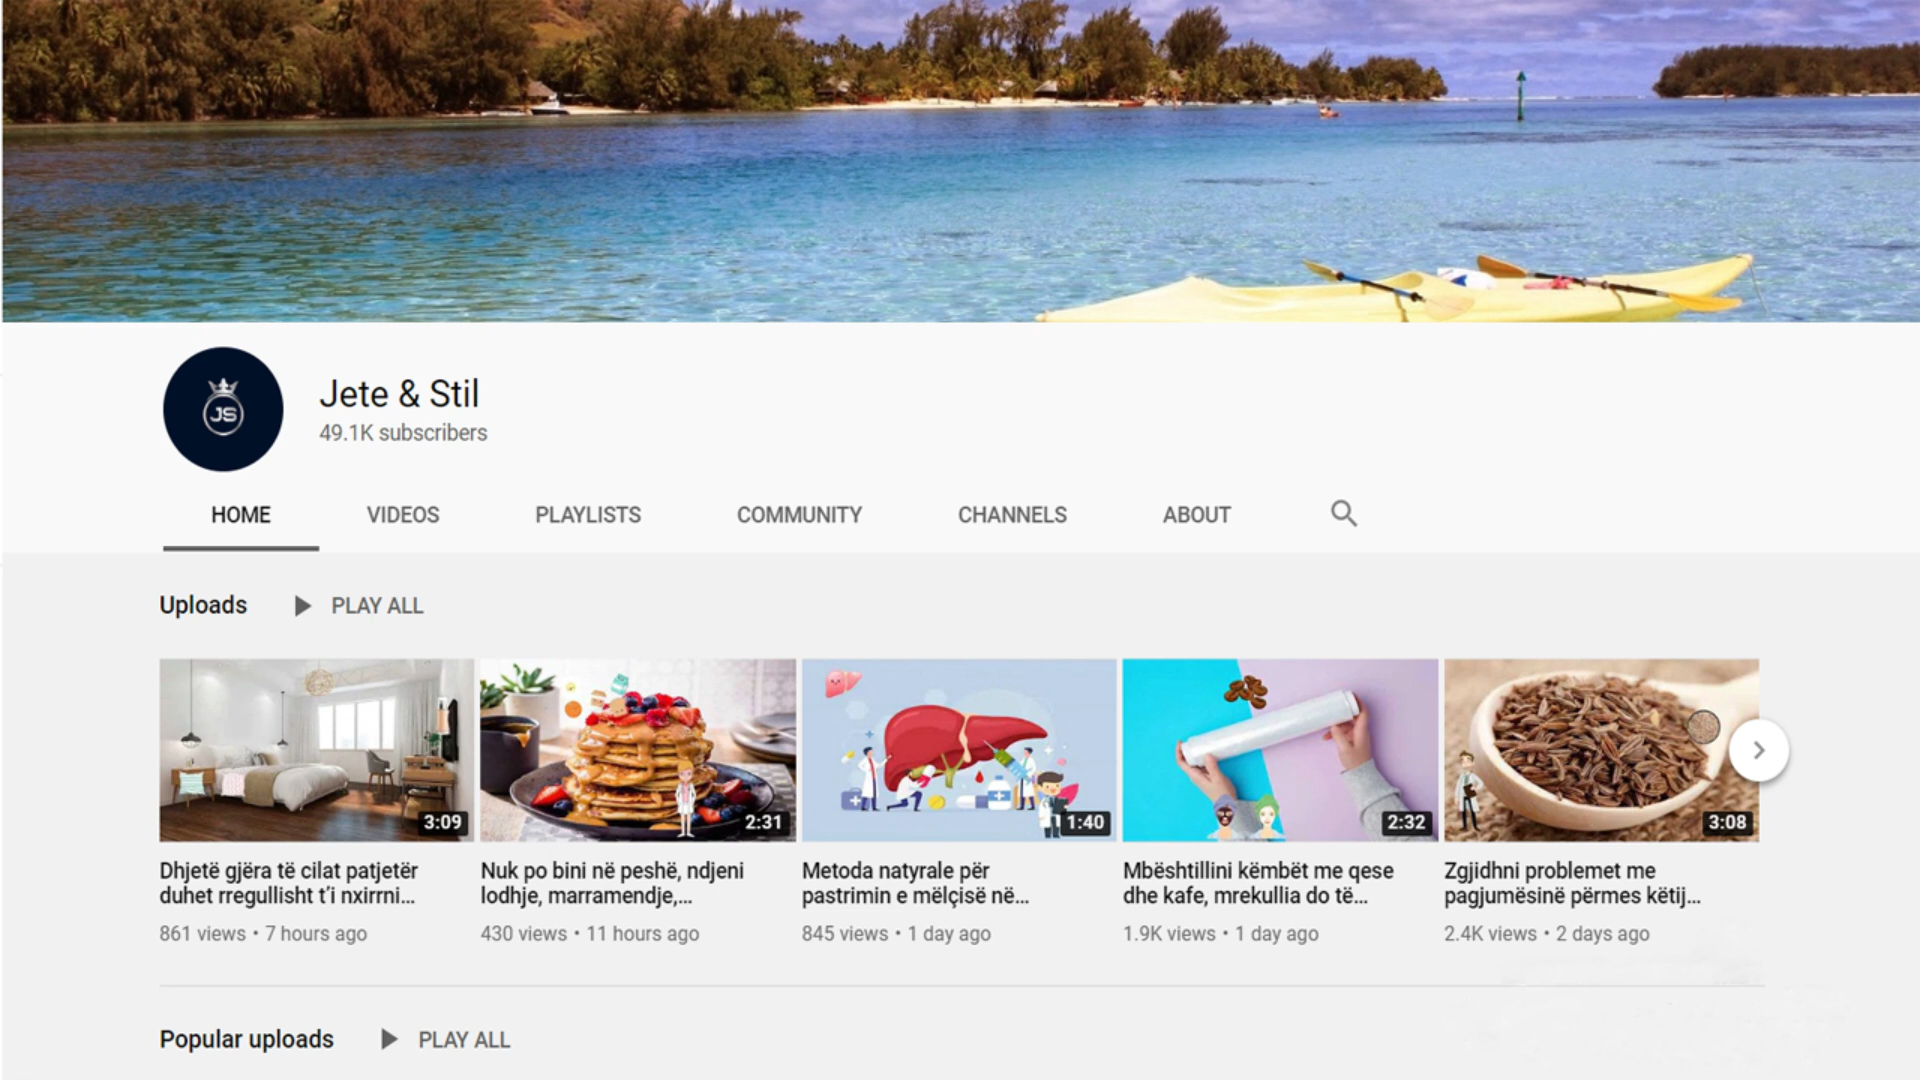 JS
Jete & Stil
49.1K subscribers
HOME VIDEOS PLAYLISTS COMMUNITY CHANNELS ABOUT
Uploads PLAY ALL
3:09 2:31 1:40 2:32 3:08
Dhjetë gjëra të cilat patjetër
duhet rregullisht t'i nxirrni...
861 views • 7 hours ago
Nuk po bini në peshë, ndjeni
lodhje, marramendje,...
430 views • 11 hours ago
Metoda natyrale për
pastrimin e mëlçisë në...
845 views • 1 day ago
Mbështillini këmbët me qese
dhe kafe, mrekullia do të...
1.9K views • 1 day ago
Zgjidhni problemet me
pagjumësinë përmes këtij...
2.4K views • 2 days ago
Popular uploads PLAY ALL